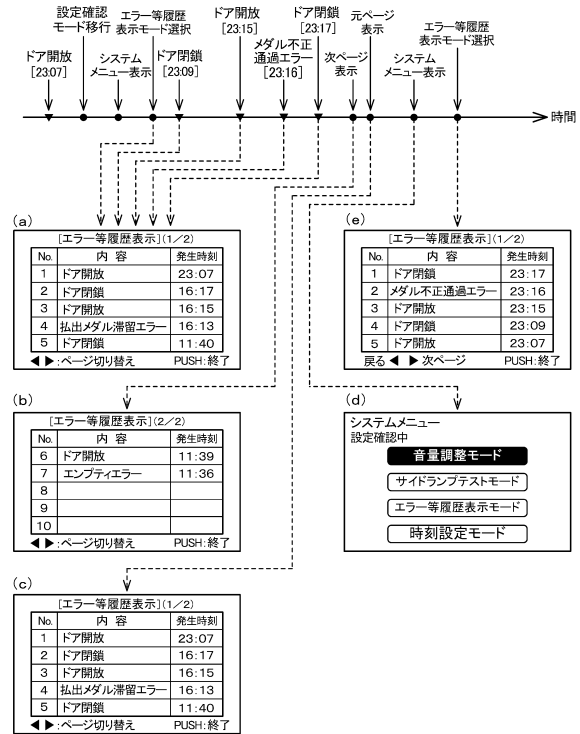 ドア開放
[23:07]
設定確認
モード移行
システム
メニュー表示
エラー等履歴
表示モード選択
ドア閉鎖
[23:09]
ドア開放
[23:15]
メダル不正
通過エラー
[23:16]
ドア閉鎖
[23:17]
次ページ
表示
元ページ
表示
システム
メニュー表示
エラー等履歴
表示モード選択
時間
(a)
[エラー等履歴表示](1/2)
No. 内 容 発生時刻
1 ドア開放 23:07
2 ドア閉鎖 16:17
3 ドア開放 16:15
4 払出メダル滞留エラー 16:13
5 ドア閉鎖 11:40
◀ ▶:ページ切り替え PUSH:終了
(b)
[エラー等履歴表示](2/2)
No. 内 容 発生時刻
6 ドア開放 11:39
7 エンプティエラー 11:36
8
9
10
◀ ▶:ページ切り替え PUSH:終了
(c)
[エラー等履歴表示](1/2)
No. 内 容 発生時刻
1 ドア開放 23:07
2 ドア閉鎖 16:17
3 ドア開放 16:15
4 払出メダル滞留エラー 16:13
5 ドア閉鎖 11:40
◀ ▶:ページ切り替え PUSH:終了
(e)
[エラー等履歴表示](1/2)
No. 内 容 発生時刻
1 ドア閉鎖 23:17
2 メダル不正通過エラー 23:16
3 ドア開放 23:15
4 ドア閉鎖 23:09
5 ドア開放 23:07
戻る ◀ ▶ 次ページ PUSH:終了
(d)
システムメニュー
設定確認中
音量調整モード
サイドランプテストモード
エラー等履歴表示モード
時刻設定モード